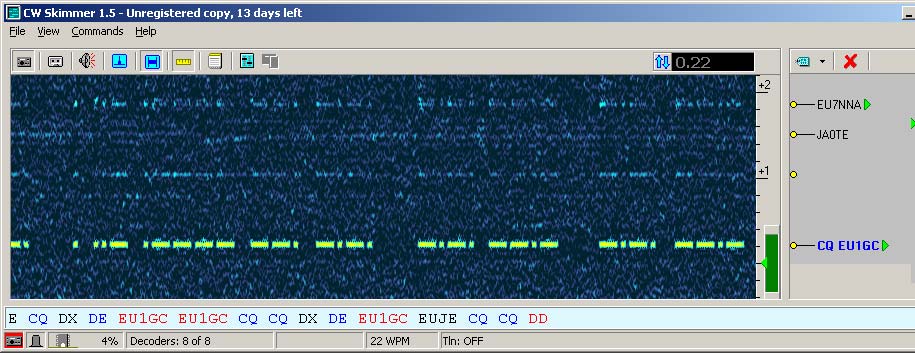 CW Skimmer 1.5 - Unregistered copy, 13 days left
File View Commands Help
0.22
+2
EU7NNA
JA0TE
+1
CQ EU1GC
E CQ DX DE EU1GC EU1GC CQ CQ DX DE EU1GC EUJE CQ CQ DD
4% Decoders: 8 of 8 22 WPM Tln: OFF